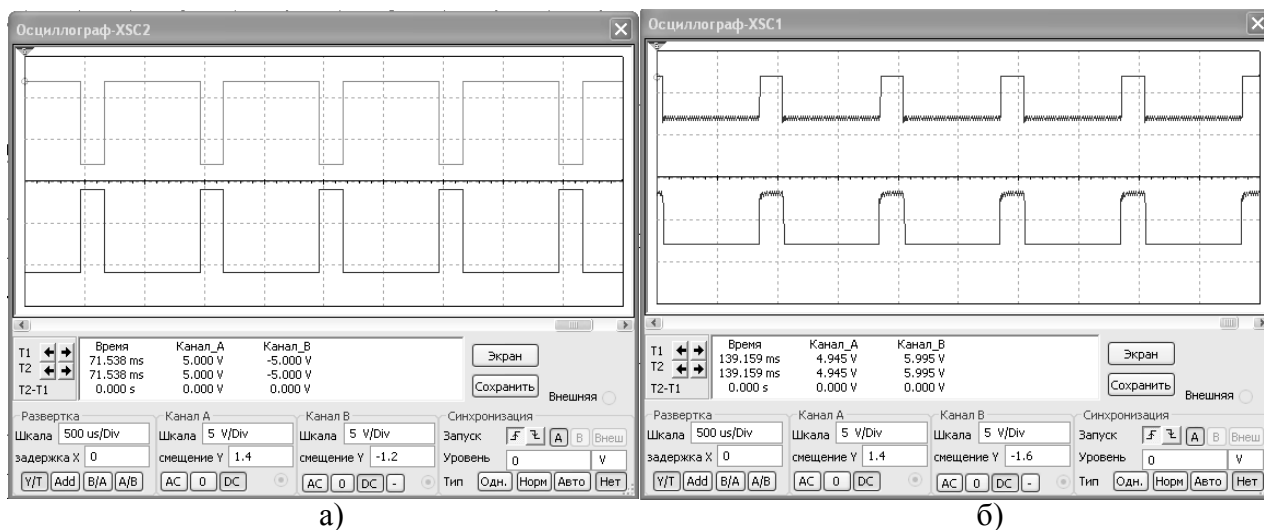 Осциллограф-XSC2
Время Канал_A Канал_B
T1 71.538 ms 5.000 V -5.000 V
T2 71.538 ms 5.000 V -5.000 V
T2-T1 0.000 s 0.000 V 0.000 V
Экран
Сохранить
Внешняя
Развертка Канал A Канал B Синхронизация
Шкала 500 us/Div Шкала 5 V/Div Шкала 5 V/Div Запуск A B Внеш
задержка X 0 смещение Y 1.4 смещение Y -1.2 Уровень 0 V
Y/T Add B/A A/B AC 0 DC AC 0 DC - Тип Одн. Норм Авто Нет
а)
Осциллограф-XSC1
Время Канал_A Канал_B
T1 139.159 ms 4.945 V 5.995 V
T2 139.159 ms 4.945 V 5.995 V
T2-T1 0.000 s 0.000 V 0.000 V
Экран
Сохранить
Внешняя
Развертка Канал A Канал B Синхронизация
Шкала 500 us/Div Шкала 5 V/Div Шкала 5 V/Div Запуск A B Внеш
задержка X 0 смещение Y 1.4 смещение Y -1.6 Уровень 0 V
Y/T Add B/A A/B AC 0 DC AC 0 DC - Тип Одн. Норм Авто Нет
б)